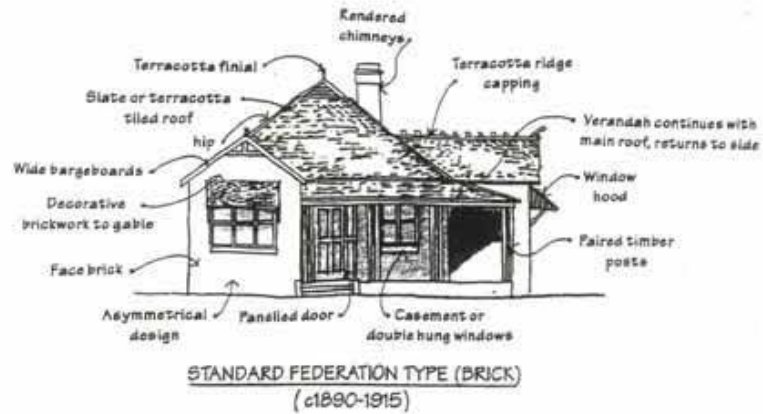 Rendered
chimneys
Terracotta finial
Terracotta ridge
capping
Slate or terracotta
tiled roof
Verandah continues with
main roof, returns to side
hip
Wide bargeboards
Window
hood
Decorative
brickwork to gable
Paired timber
posts
Face brick
Asymmetrical
design
Panelled door
Casement or
double hung windows
STANDARD FEDERATION TYPE (BRICK)
(c1890-1915)